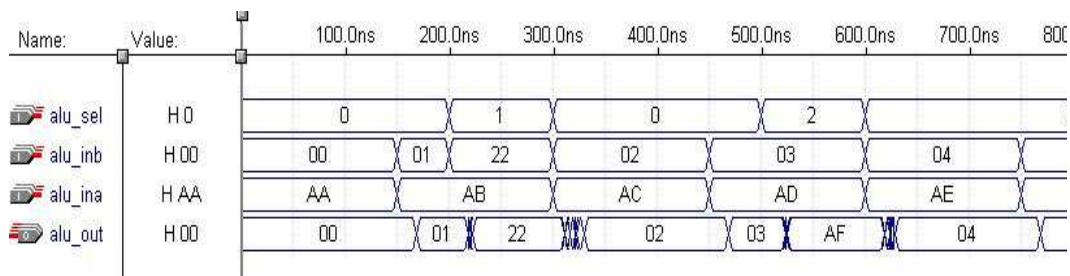 Name: Value: 100.0ns 200.0ns 300.0ns 400.0ns 500.0ns 600.0ns 700.0ns 800
alu_sel H 0 0 1 0 2
alu_inb H 00 00 01 22 02 03 04
alu_ina H AA AA AB AC AD AE
alu_out H 00 00 01 22 02 03 AF 04